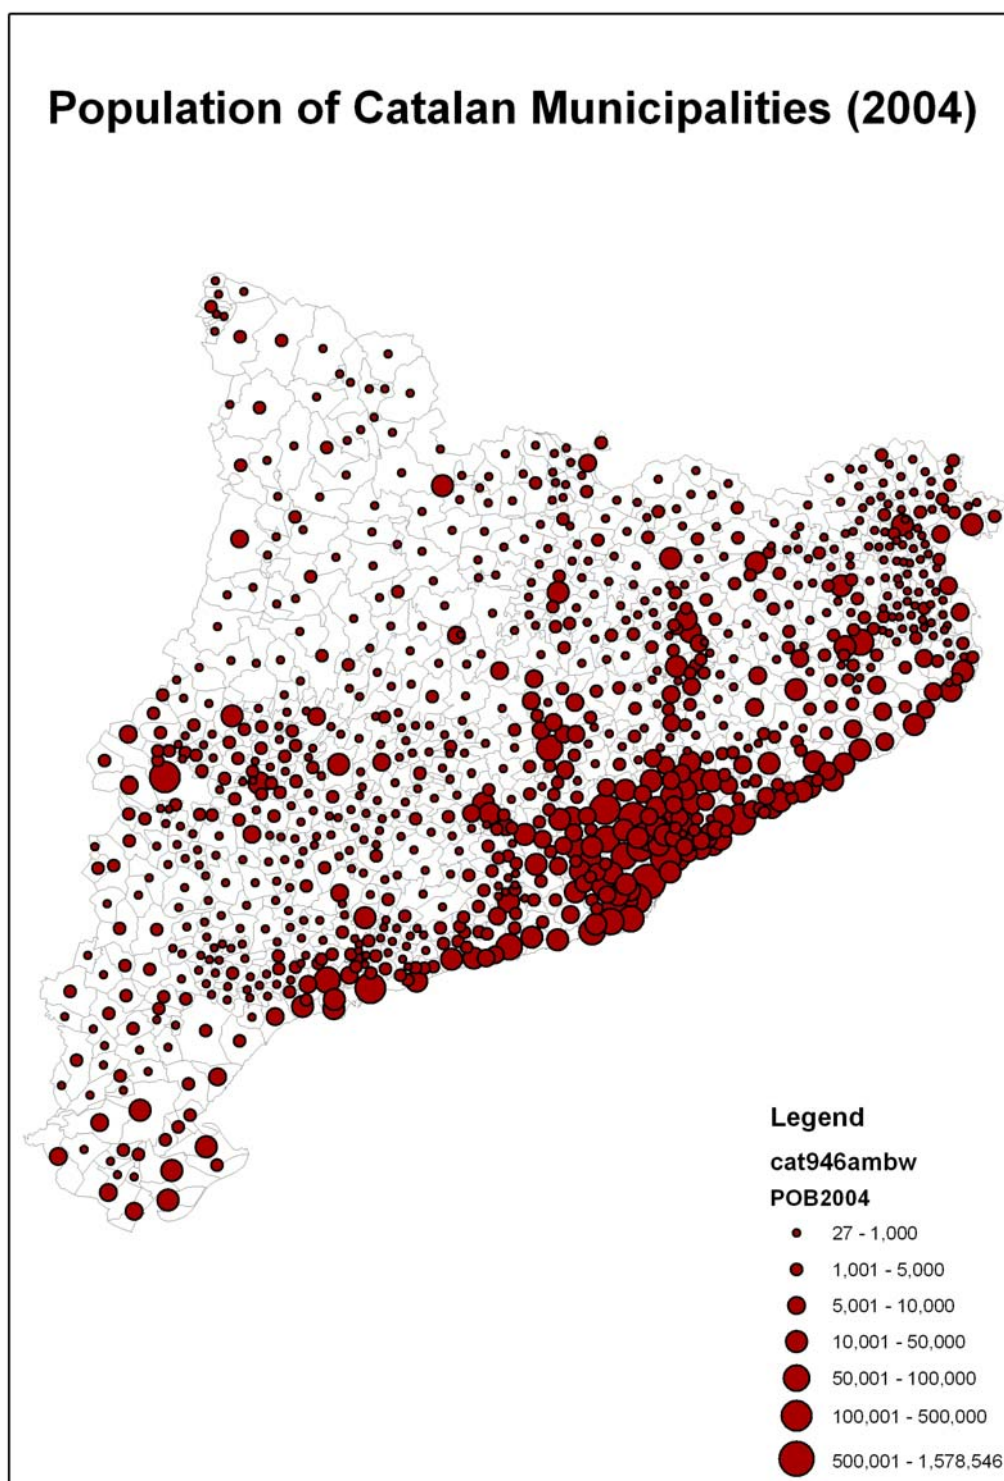 Population of Catalan Municipalities (2004)
Legend
cat946ambw
POB2004
27 - 1,000
1,001 - 5,000
5,001 - 10,000
10,001 - 50,000
50,001 - 100,000
100,001 - 500,000
500,001 - 1,578,546